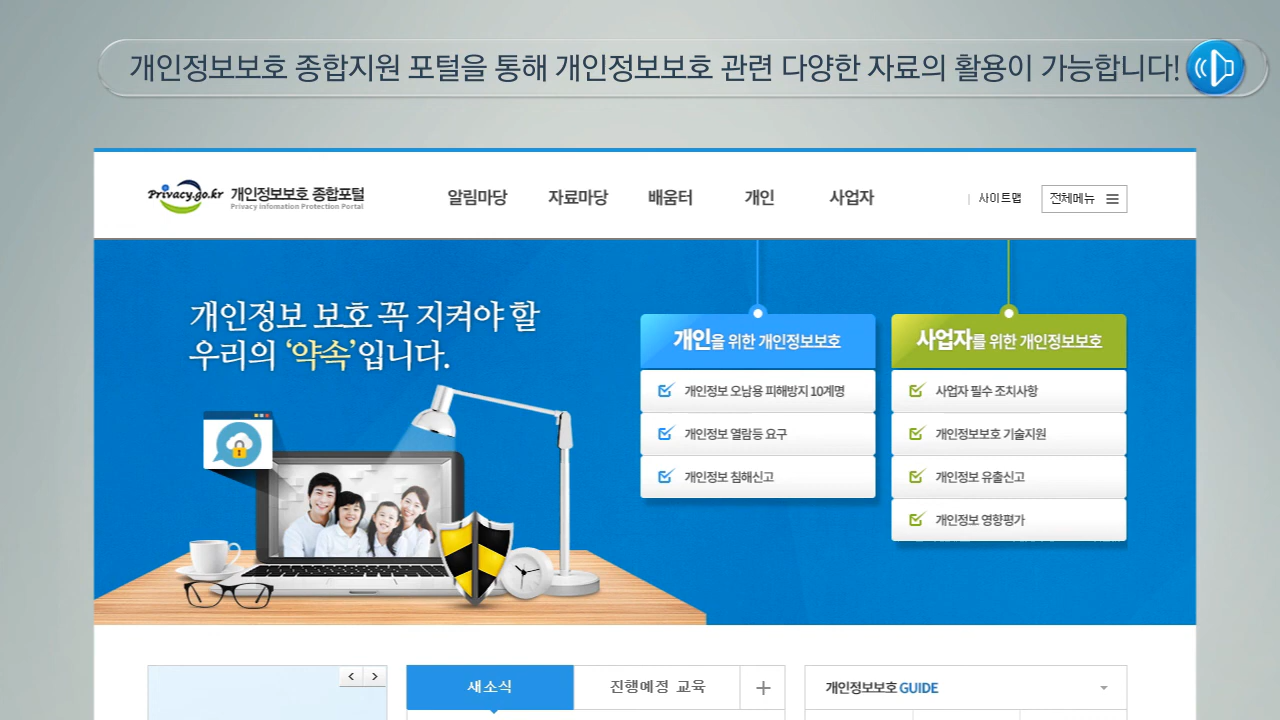 개인정보보호 종합지원 포털을 통해 개인정보보호 관련 다양한 자료의 활용이 가능합니다!
Privacy.go.kr 개인정보보호 종합포털
Privacy Infomation Protection Portal
알림마당 자료마당 배움터 개인 사업자
사이트맵 전체메뉴
개인정보 보호 꼭 지켜야 할
우리의 ‘약속’입니다.
개인을 위한 개인정보보호
개인정보 오남용 피해방지 10계명
개인정보 열람등 요구
개인정보 침해신고
사업자를 위한 개인정보보호
사업자 필수 조치사항
개인정보보호 기술지원
개인정보 유출신고
개인정보 영향평가
새소식 진행예정 교육
개인정보보호 GUIDE